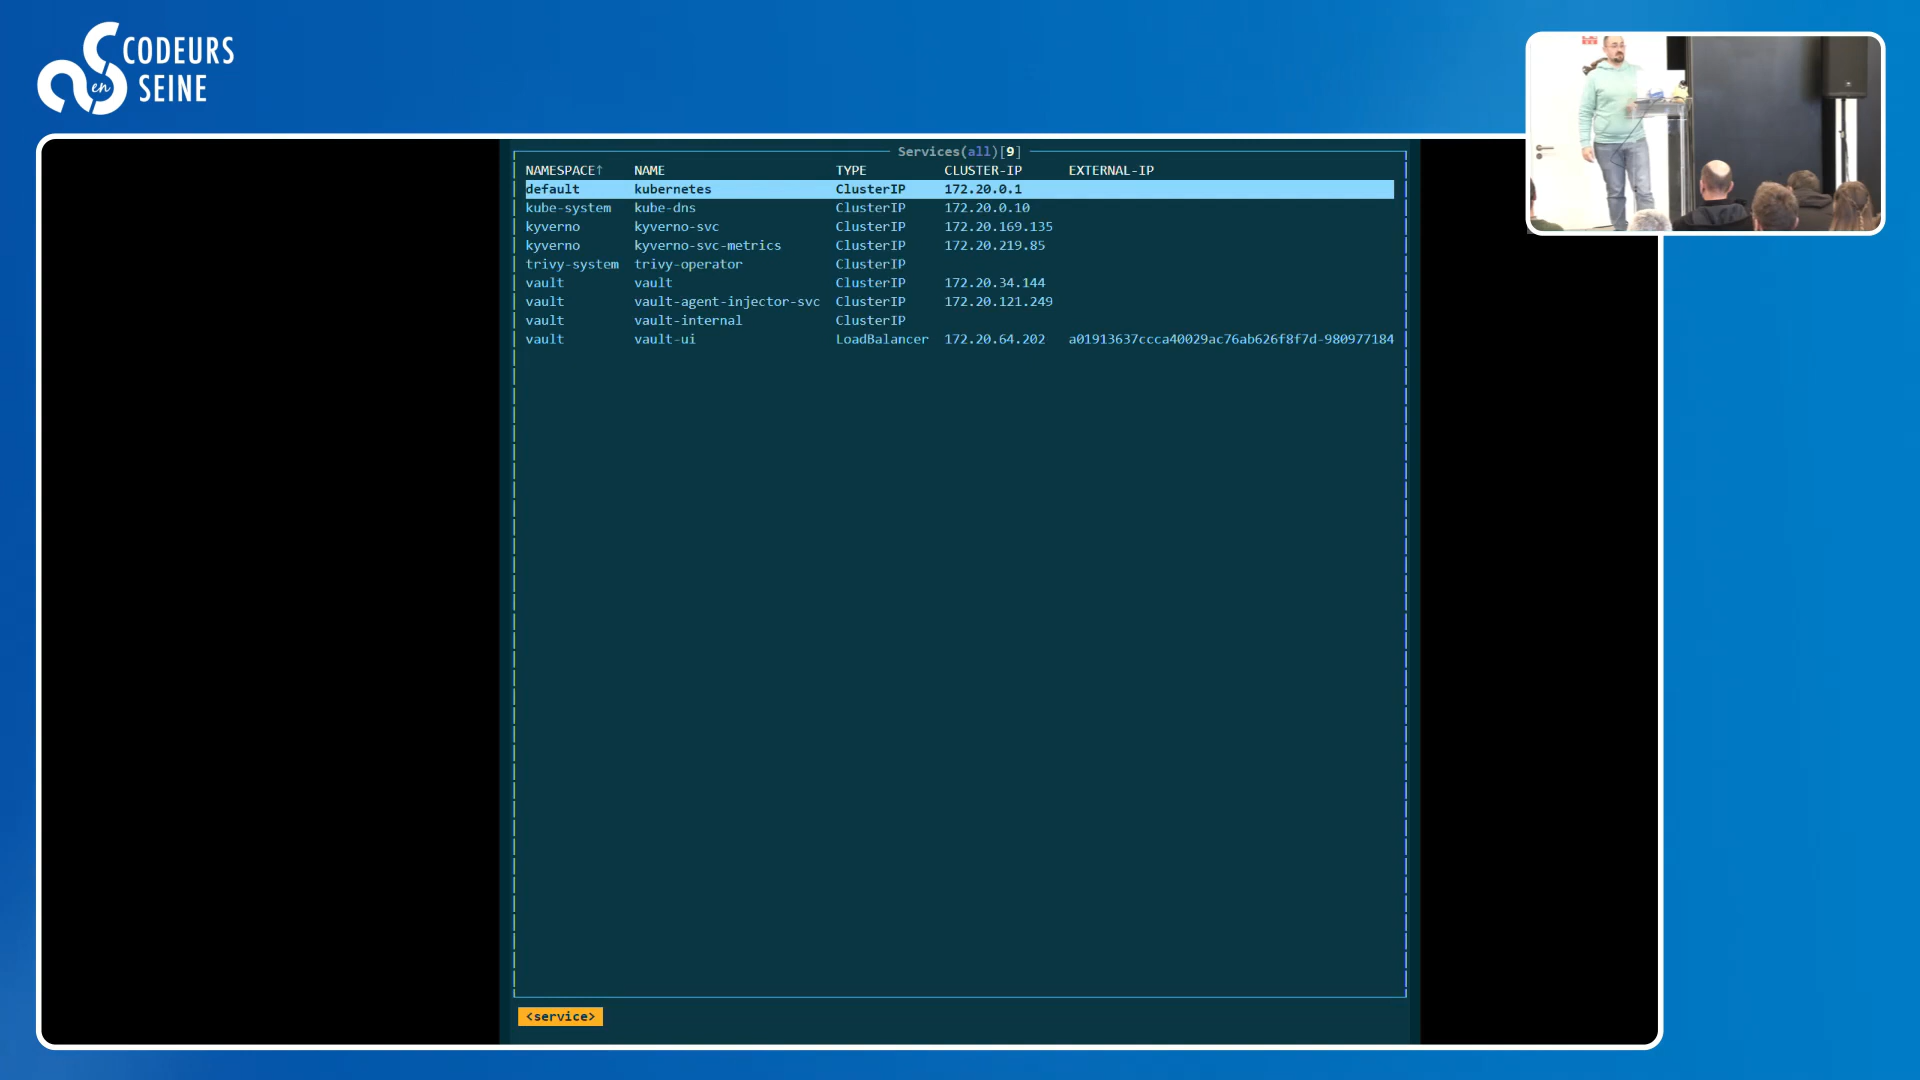 CODEURS
en
SEINE
Services(all)[9]
NAMESPACE↑ NAME TYPE CLUSTER-IP EXTERNAL-IP
default kubernetes ClusterIP 172.20.0.1
kube-system kube-dns ClusterIP 172.20.0.10
kyverno kyverno-svc ClusterIP 172.20.169.135
kyverno kyverno-svc-metrics ClusterIP 172.20.219.85
trivy-system trivy-operator ClusterIP
vault vault ClusterIP 172.20.34.144
vault vault-agent-injector-svc ClusterIP 172.20.121.249
vault vault-internal ClusterIP
vault vault-ui LoadBalancer 172.20.64.202 a01913637ccca40029ac76ab626f8f7d-980977184
<service>